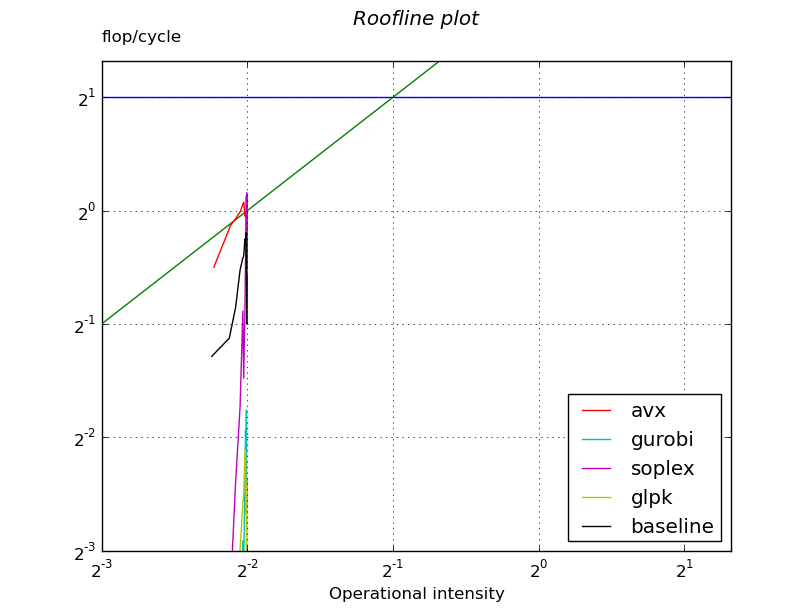 Roofline plot
flop/cycle
2^1
2^0
2^-1
2^-2
2^-3
avx
gurobi
soplex
glpk
baseline
2^-3 2^-2 2^-1 2^0 2^1
Operational intensity